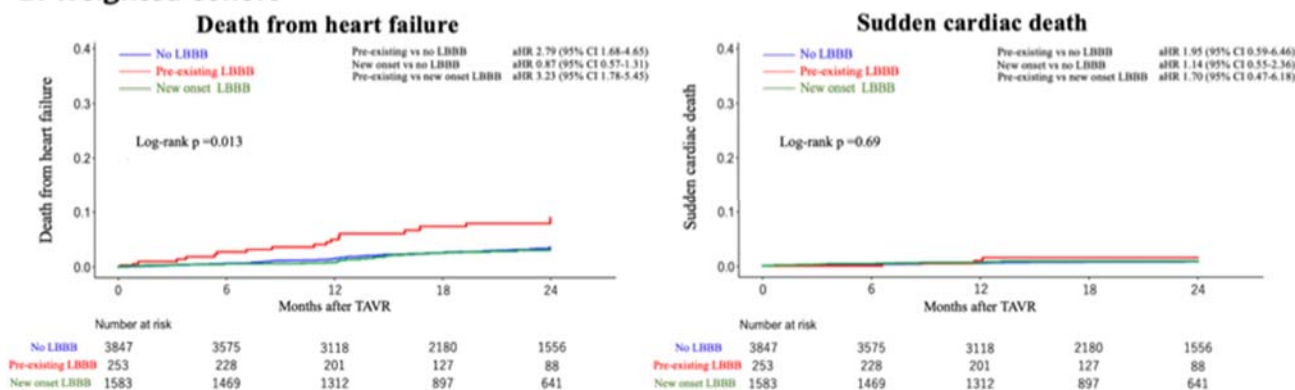 Death from heart failure
0.4
0.3
0.2
0.1
0.0
Death from heart failure
No LBBB
Pre-existing LBBB
New onset LBBB
Pre-existing vs no LBBB aHR 2.79 (95% CI 1.68-4.65)
New onset vs no LBBB aHR 0.87 (95% CI 0.57-1.31)
Pre-existing vs new onset LBBB aHR 3.23 (95% CI 1.78-5.45)
Log-rank p =0.013
0 6 12 18 24
Months after TAVR
Number at risk
No LBBB 3847 3575 3118 2180 1556
Pre-existing LBBB 253 228 201 127 88
New onset LBBB 1583 1469 1312 897 641
Sudden cardiac death
0.4
0.3
0.2
0.1
0.0
Sudden cardiac death
No LBBB
Pre-existing LBBB
New onset LBBB
Pre-existing vs no LBBB aHR 1.95 (95% CI 0.59-6.46)
New onset vs no LBBB aHR 1.14 (95% CI 0.55-2.36)
Pre-existing vs new onset LBBB aHR 1.70 (95% CI 0.47-6.18)
Log-rank p =0.69
0 6 12 18 24
Months after TAVR
Number at risk
No LBBB 3847 3575 3118 2180 1556
Pre-existing LBBB 253 228 201 127 88
New onset LBBB 1583 1469 1312 897 641